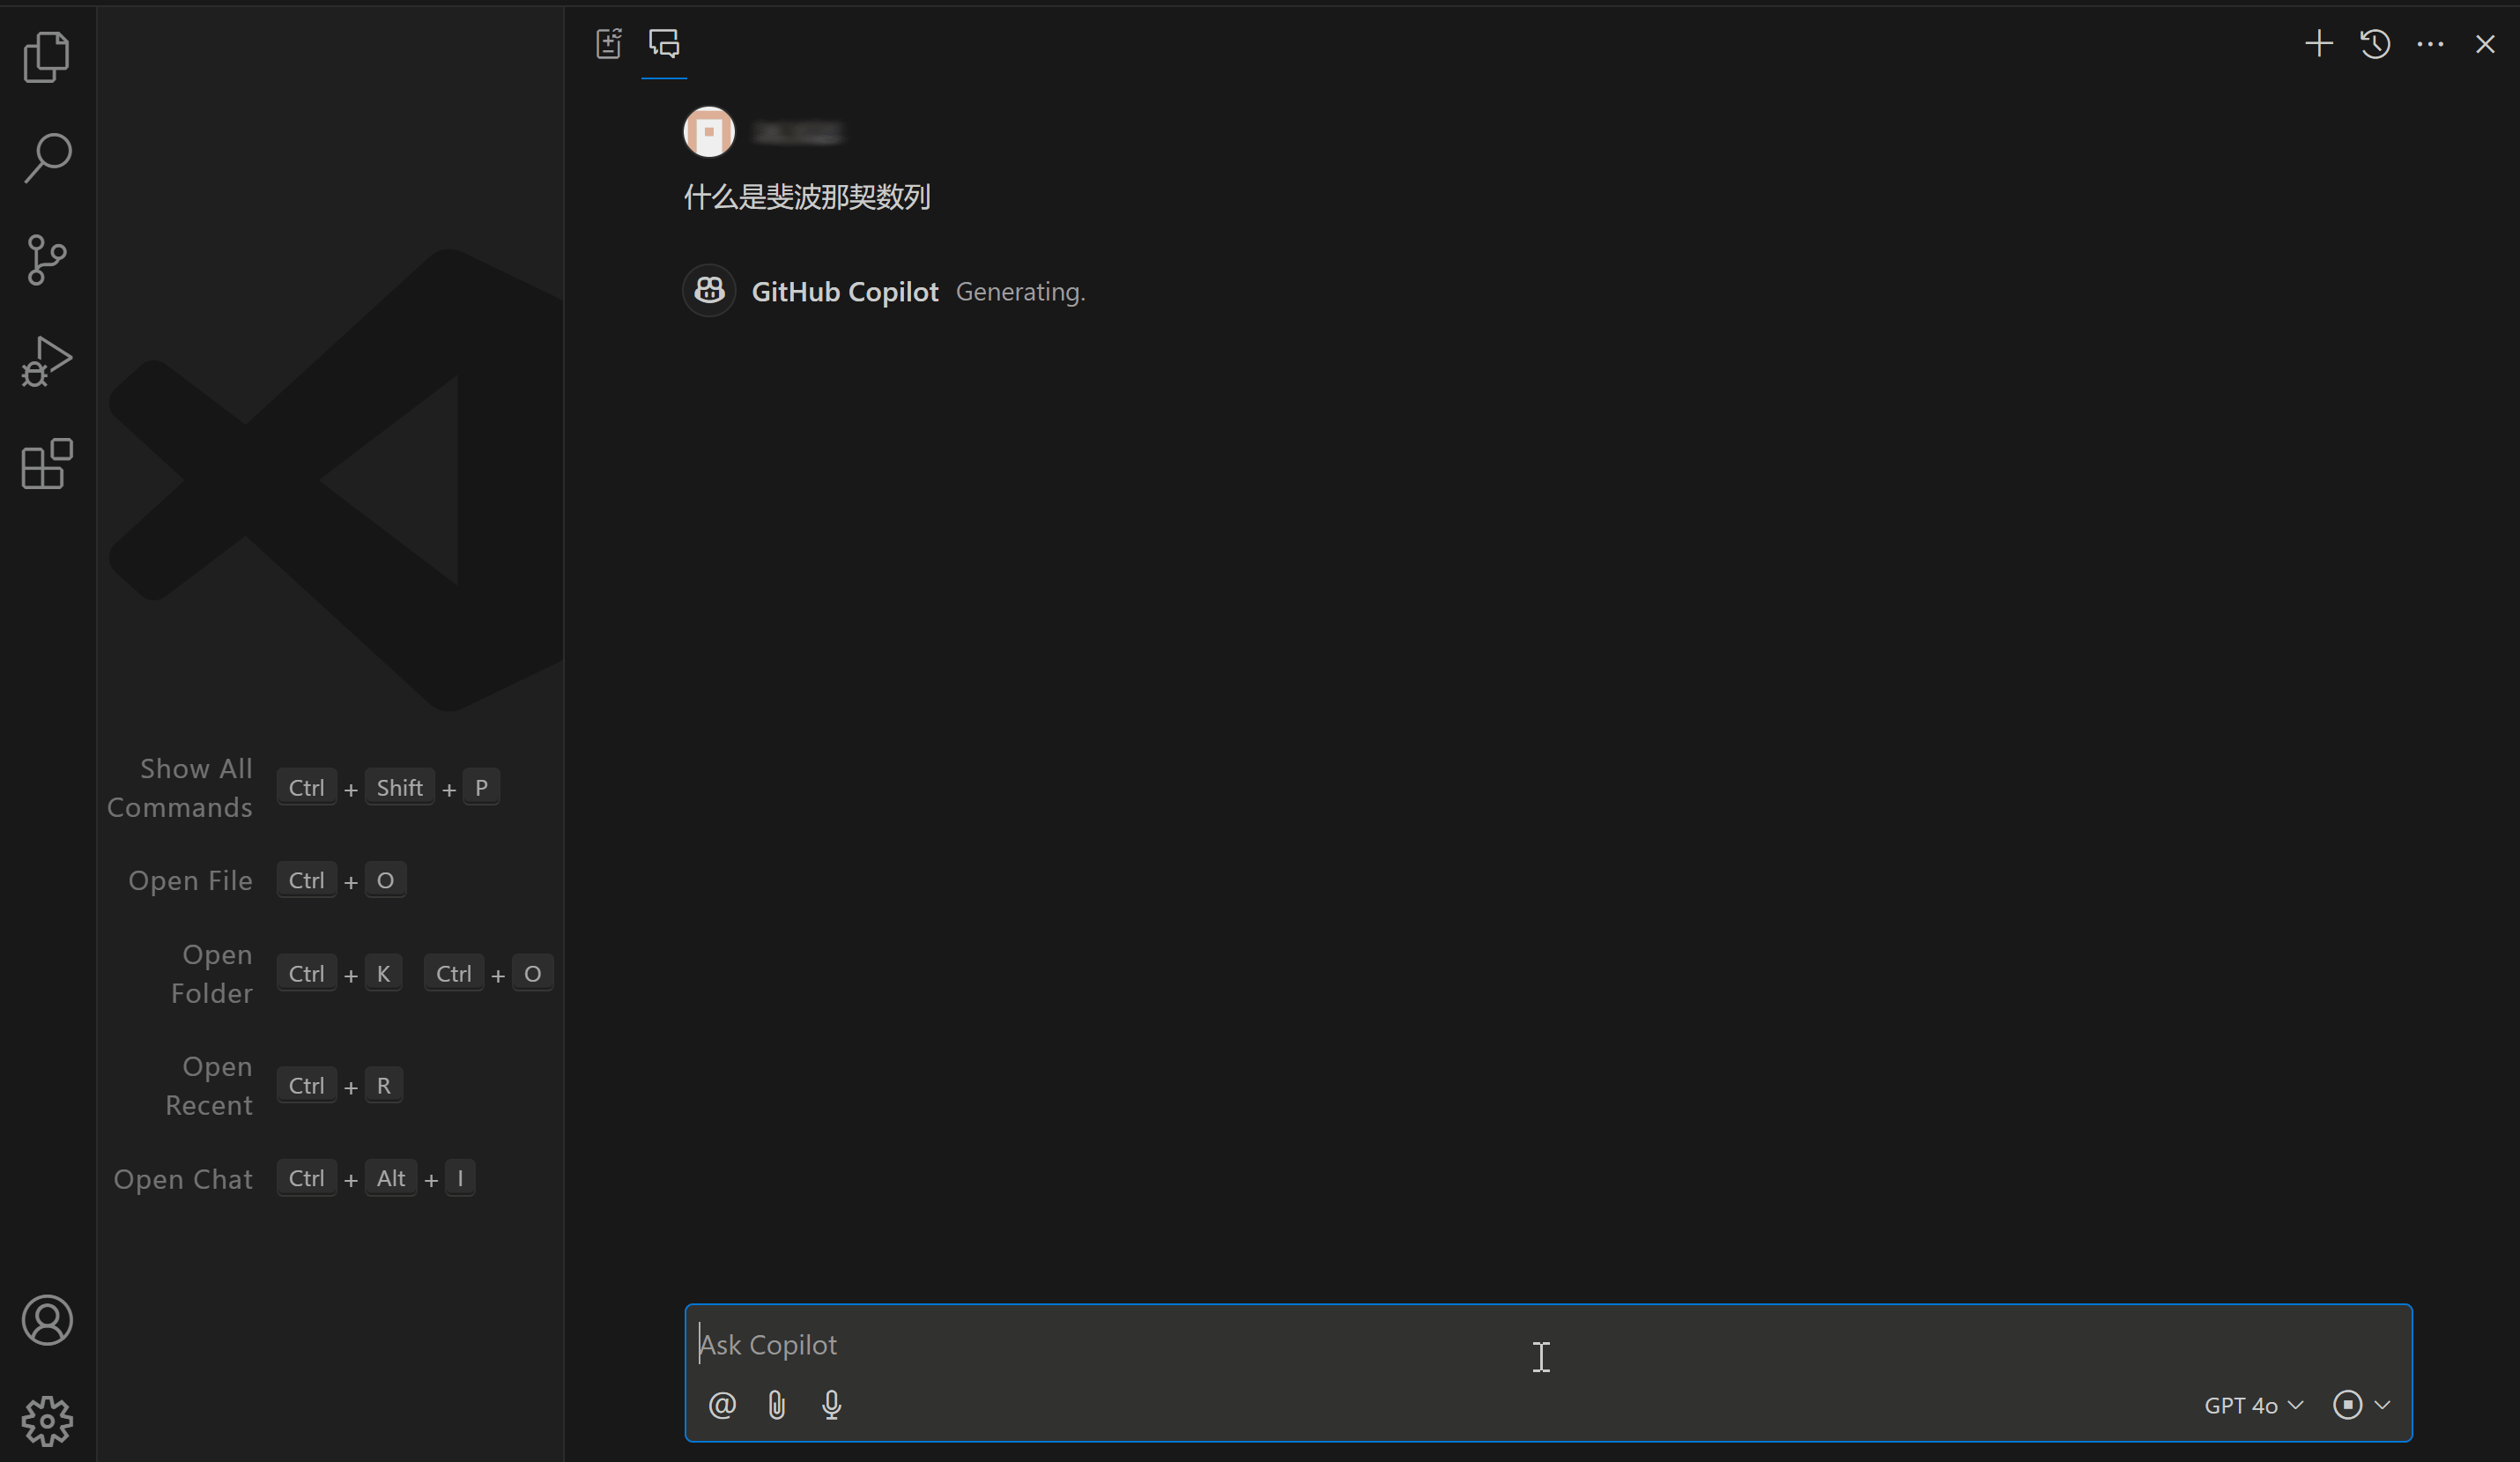 什么是斐波那契数列
GitHub Copilot Generating.
Show All
Commands
Ctrl + Shift + P
Open File
Ctrl + O
Open
Folder
Ctrl + K Ctrl + O
Open
Recent
Ctrl + R
Open Chat
Ctrl + Alt + I
Ask Copilot
GPT 4o